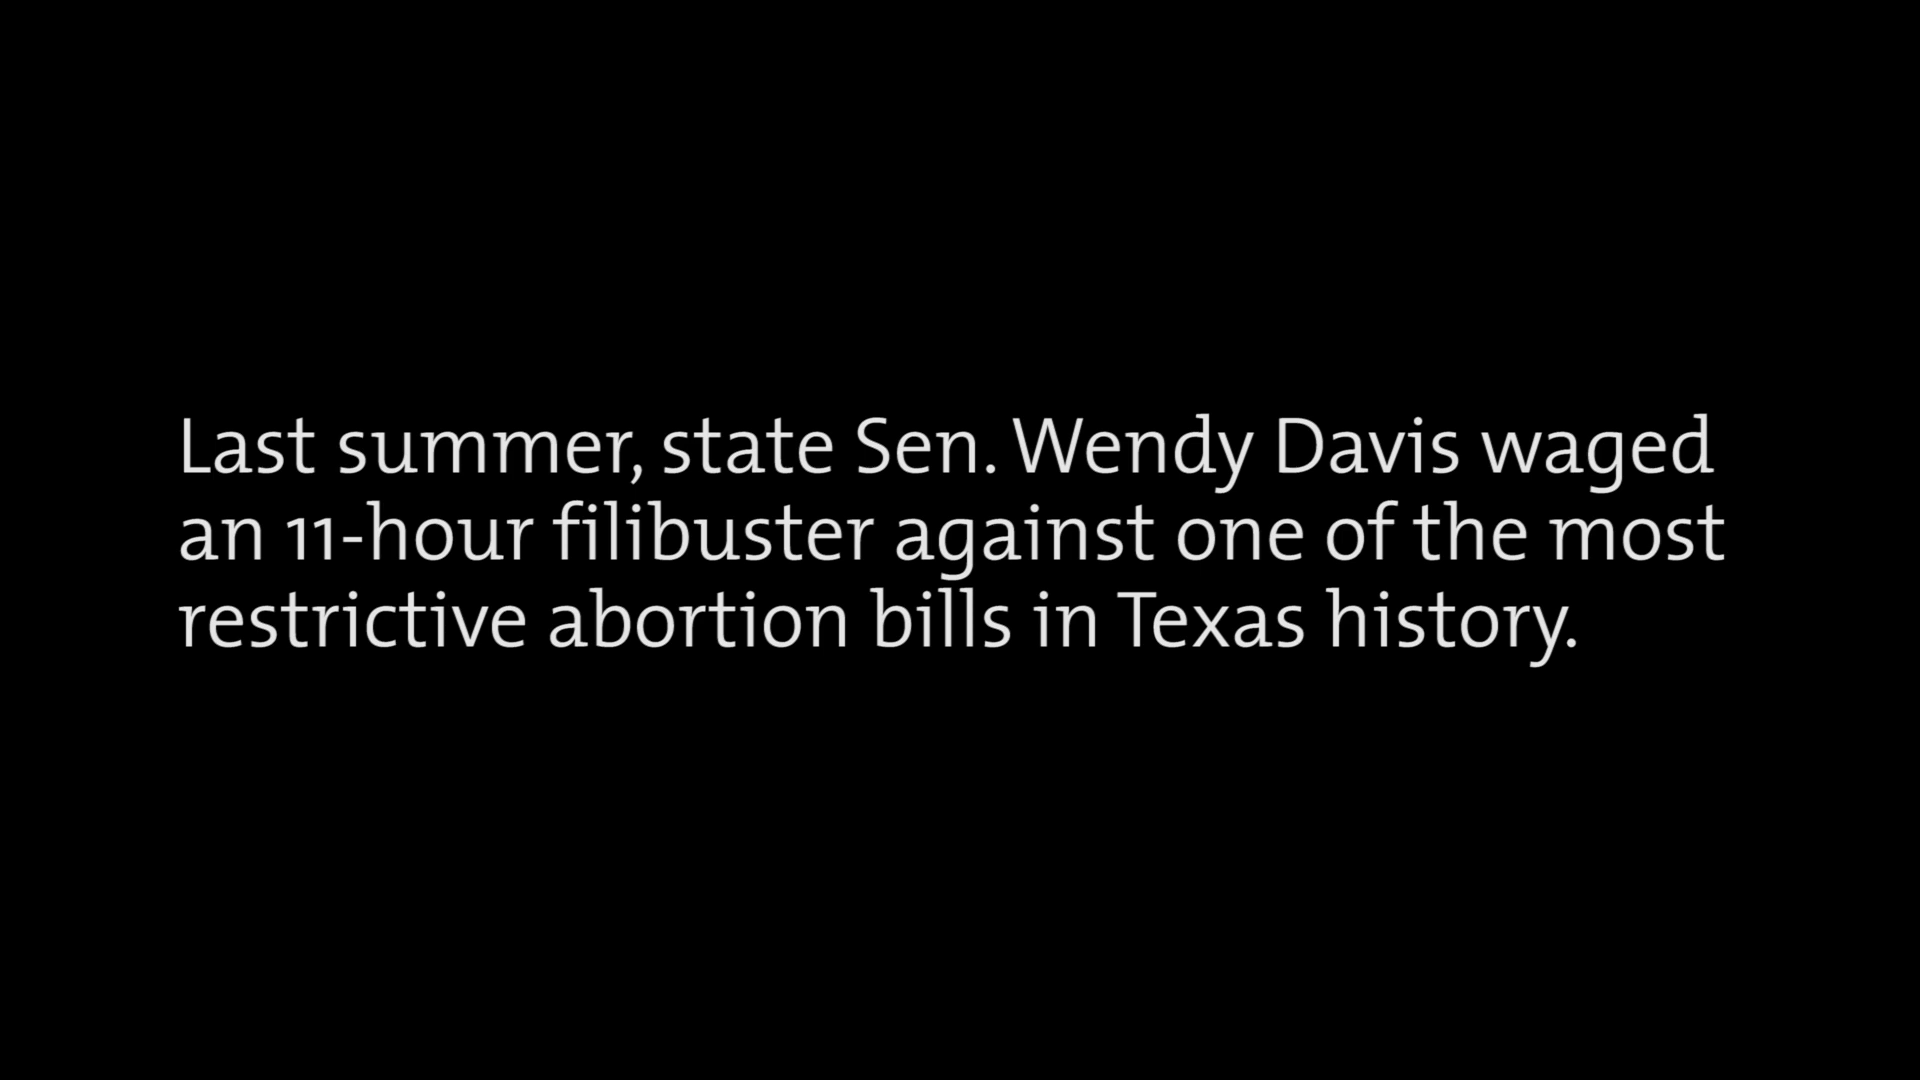 Last summer, state Sen. Wendy Davis waged
an 11-hour filibuster against one of the most
restrictive abortion bills in Texas history.